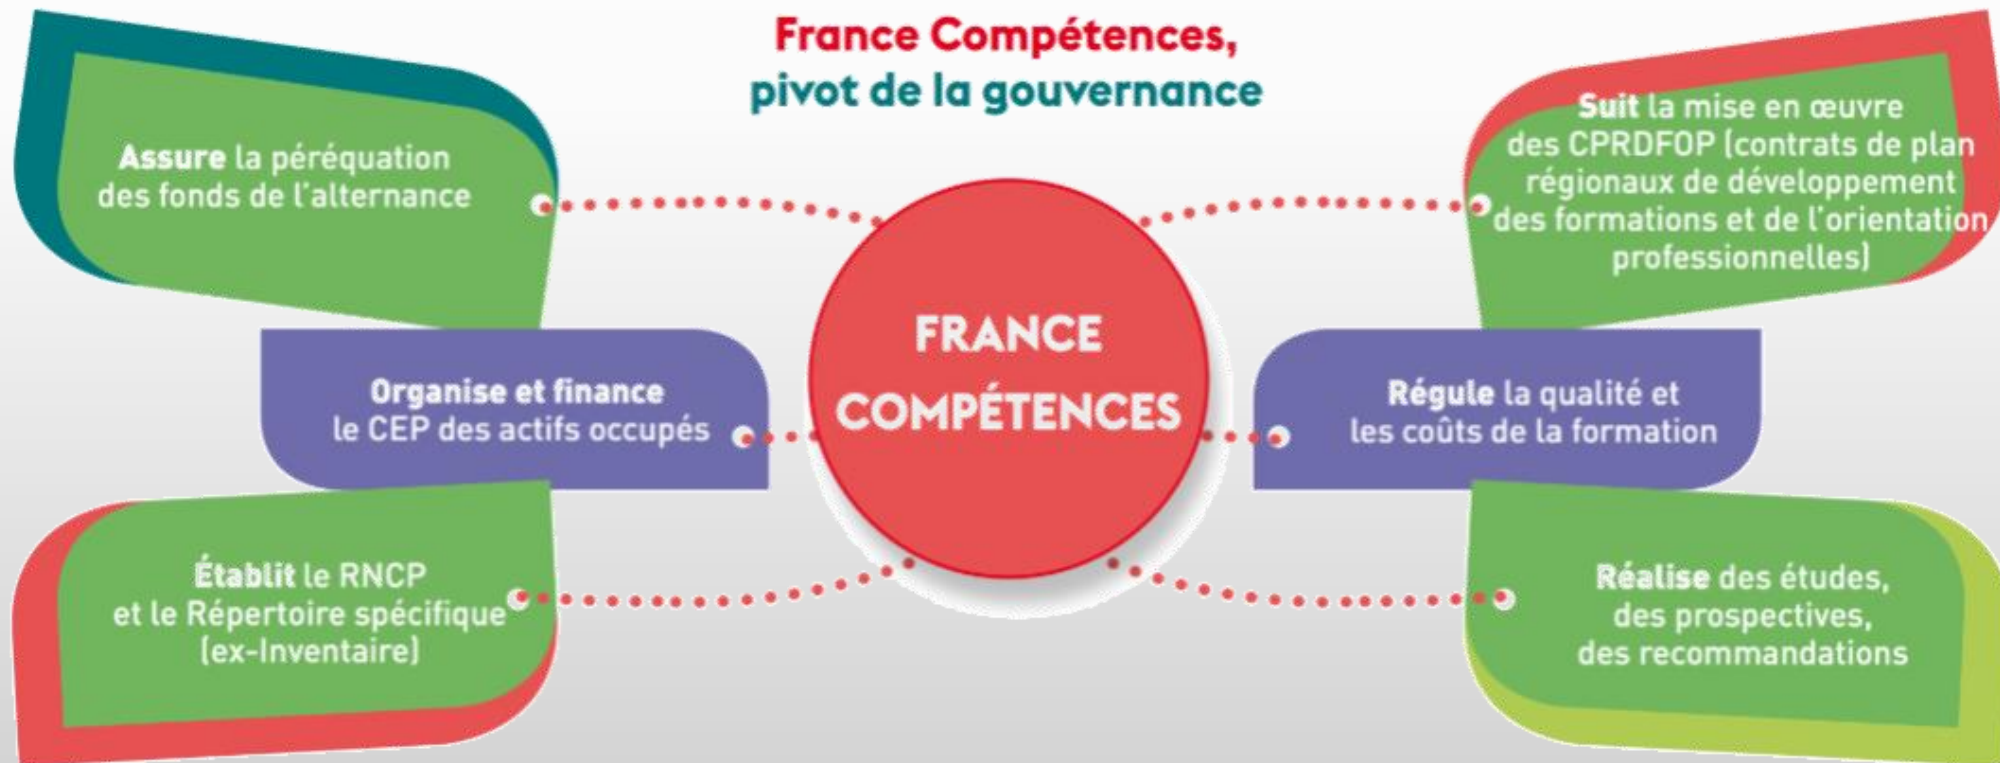 France Compétences,
pivot de la gouvernance
Assure la péréquation
des fonds de l'alternance
Organise et finance
le CEP des actifs occupés
Établit le RNCP
et le Répertoire spécifique
(ex-Inventaire)
FRANCE
COMPÉTENCES
Suit la mise en œuvre
des CPRDFOP (contrats de plan
régionaux de développement
des formations et de l'orientation
professionnelles)
Régule la qualité et
les coûts de la formation
Réalise des études,
des prospectives,
des recommandations